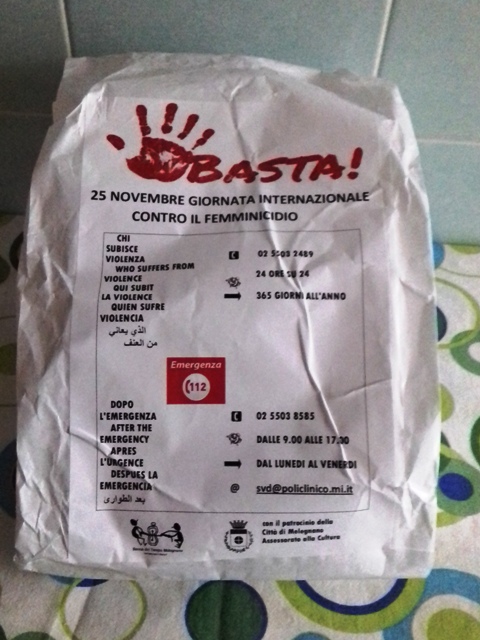 BASTA!
25 NOVEMBRE GIORNATA INTERNAZIONALE
CONTRO IL FEMMINICIDIO
CHI
SUBISCE
VIOLENZA 02 5503 2489
WHO SUFFERS FROM
VIOLENCE 24 ORE SU 24
QUI SUBIT
LA VIOLENCE 365 GIORNI ALL'ANNO
QUIEN SUFRE
VIOLENCIA
الذي يعاني
من العنف
Emergenza
112
DOPO
L'EMERGENZA 02 5503 8585
AFTER THE
EMERGENCY DALLE 9.00 ALLE 17.30
APRES
L'URGENCE DAL LUNEDI AL VENERDI
DESPUES LA
EMERGENCIA @ svd@policlinico.mi.it
بعد الطوارئ
con il patrocinio della
Città di Melegnano
Assessorato alla Cultura